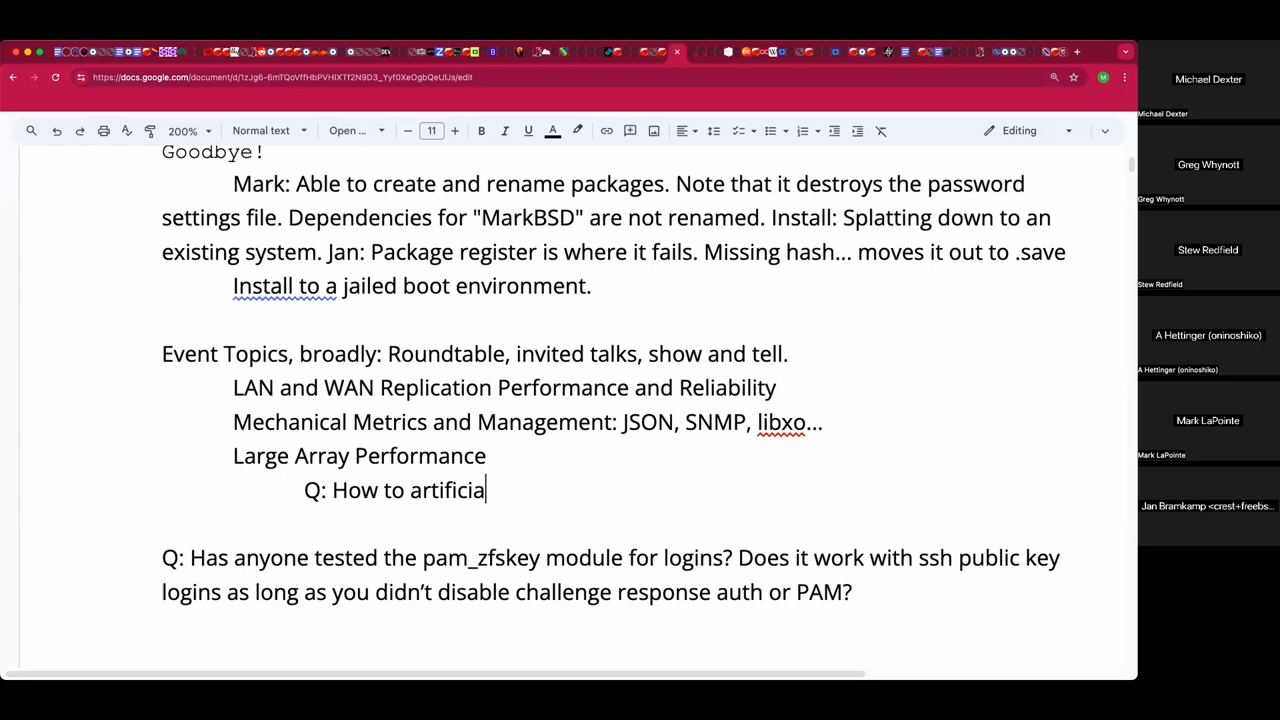 https://docs.google.com/document/d/1zJg6-6mTQoVffHbPVHIXTf2N9D3_Yyf0XeOgbQeUIJs/edit
M
200%
Normal text
Open ...
11
B
I
U
A
Editing
Goodbye!
Mark: Able to create and rename packages. Note that it destroys the password
settings file. Dependencies for "MarkBSD" are not renamed. Install: Splatting down to an
existing system. Jan: Package register is where it fails. Missing hash... moves it out to .save
Install to a jailed boot environment.
Event Topics, broadly: Roundtable, invited talks, show and tell.
LAN and WAN Replication Performance and Reliability
Mechanical Metrics and Management: JSON, SNMP, libxo...
Large Array Performance
Q: How to artificia
Q: Has anyone tested the pam_zfskey module for logins? Does it work with ssh public key
logins as long as you didn't disable challenge response auth or PAM?
Michael Dexter
Michael Dexter
Greg Whynott
Greg Whynott
Stew Redfield
Stew Redfield
A Hettinger (oninoshiko)
A Hettinger (oninoshiko)
Mark LaPointe
Mark LaPointe
Jan Bramkamp <crest+freebs...